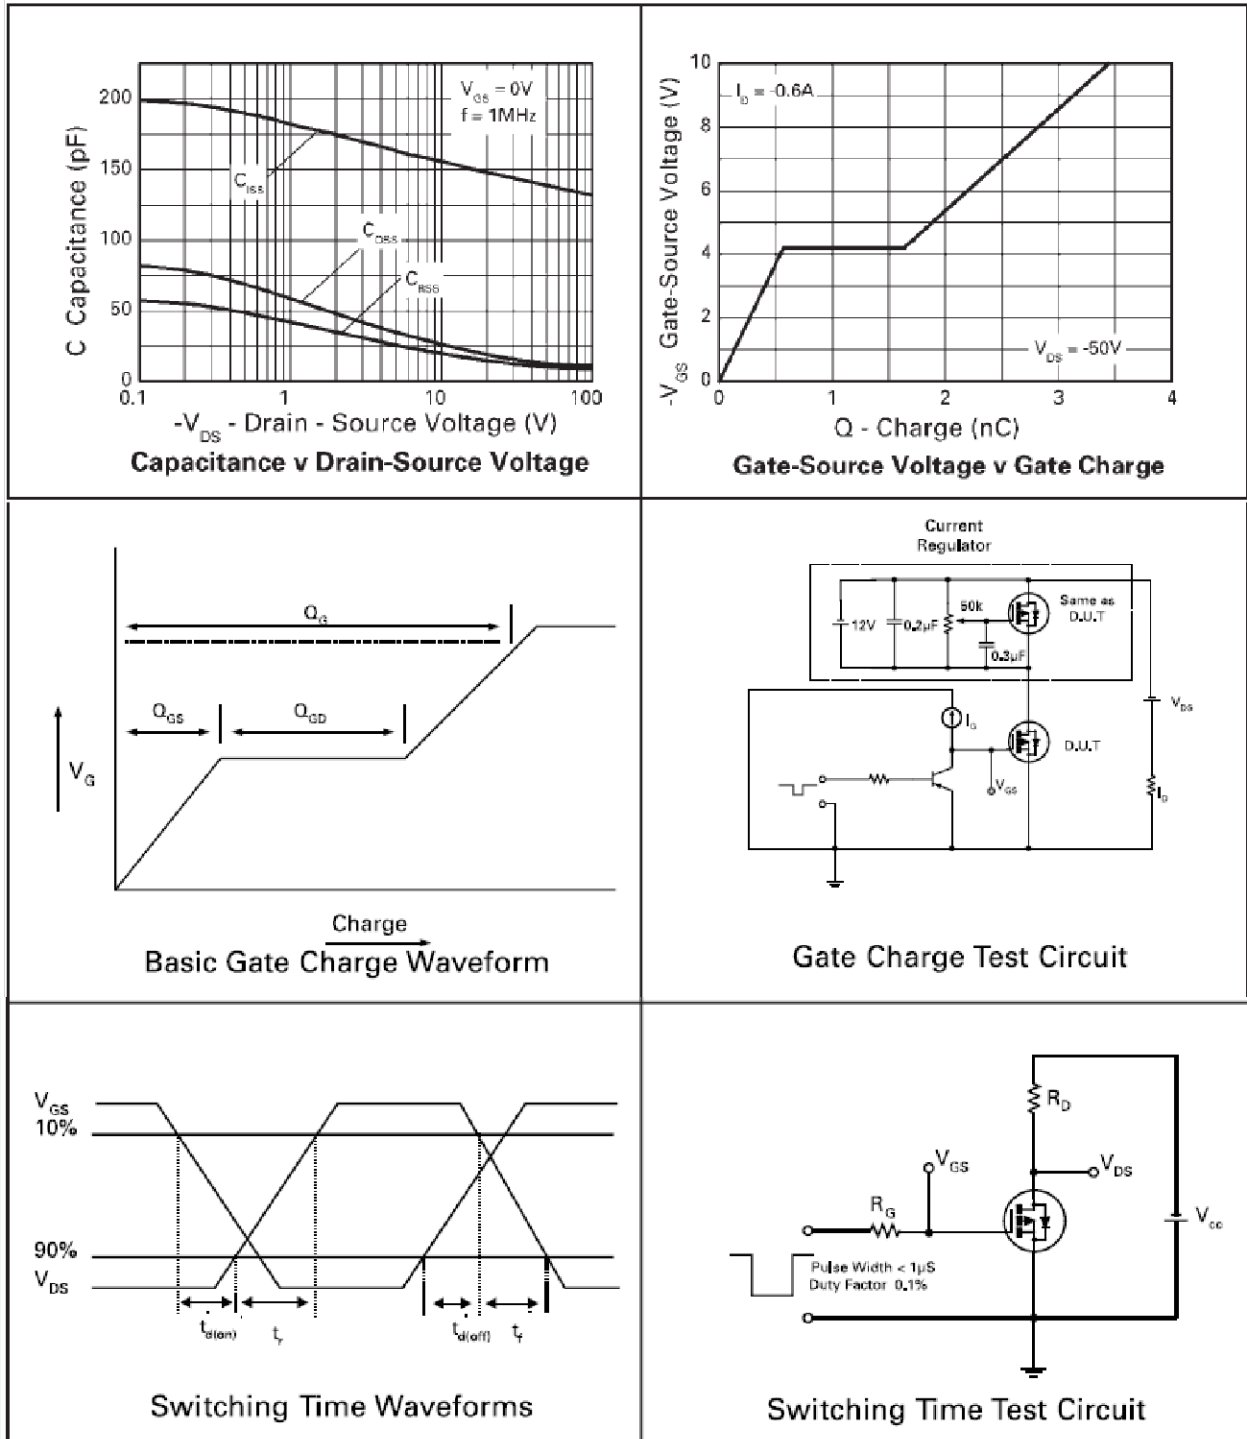 200
150
100
50
0
C Capacitance (pF)
V_GS = 0V
f = 1MHz
C_ISS
C_OSS
C_RSS
0.1 1 10 100
-V_DS - Drain - Source Voltage (V)
Capacitance v Drain-Source Voltage
10
8
6
4
2
0
-V_GS Gate-Source Voltage (V)
I_D = -0.6A
V_DS = -50V
0 1 2 3 4
Q - Charge (nC)
Gate-Source Voltage v Gate Charge
Q_G
Q_GS
Q_GD
V_G
Charge
Basic Gate Charge Waveform
Current
Regulator
12V
0.2µF
50k
0.3µF
Same as
D.U.T
I_G
D.U.T
V_GS
V_DS
I_D
Gate Charge Test Circuit
V_GS
10%
90%
V_DS
t_d(on)
t_r
t_d(off)
t_f
Switching Time Waveforms
R_D
V_GS
V_DS
R_G
V_cc
Pulse Width < 1µS
Duty Factor 0.1%
Switching Time Test Circuit